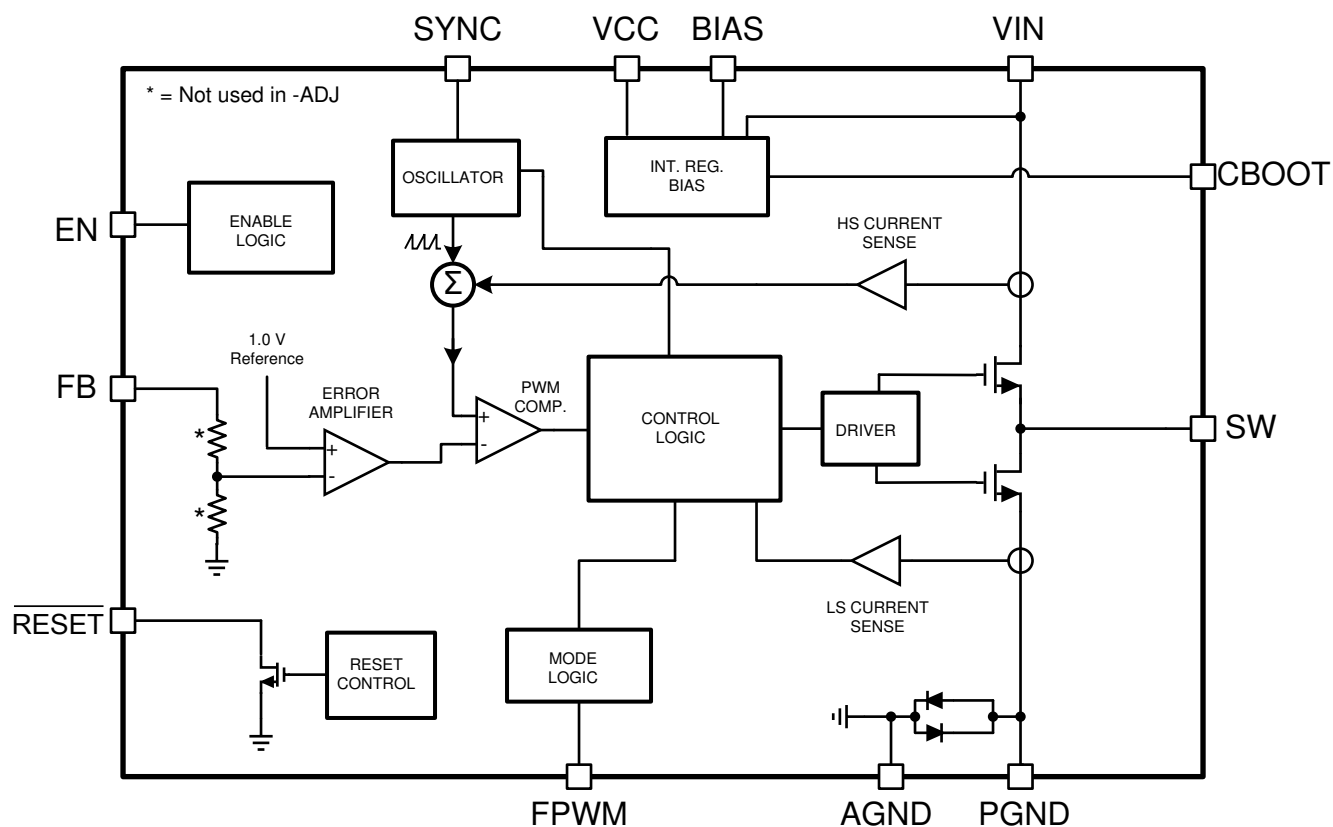 SYNC
VCC
BIAS
VIN
* = Not used in -ADJ
OSCILLATOR
INT. REG.
BIAS
CBOOT
EN
ENABLE
LOGIC
HS CURRENT
SENSE
Σ
1.0 V
Reference
FB
ERROR
AMPLIFIER
PWM
COMP.
+
-
+
-
*
*
CONTROL
LOGIC
DRIVER
SW
LS CURRENT
SENSE
RESET
RESET
CONTROL
MODE
LOGIC
FPWM
AGND
PGND